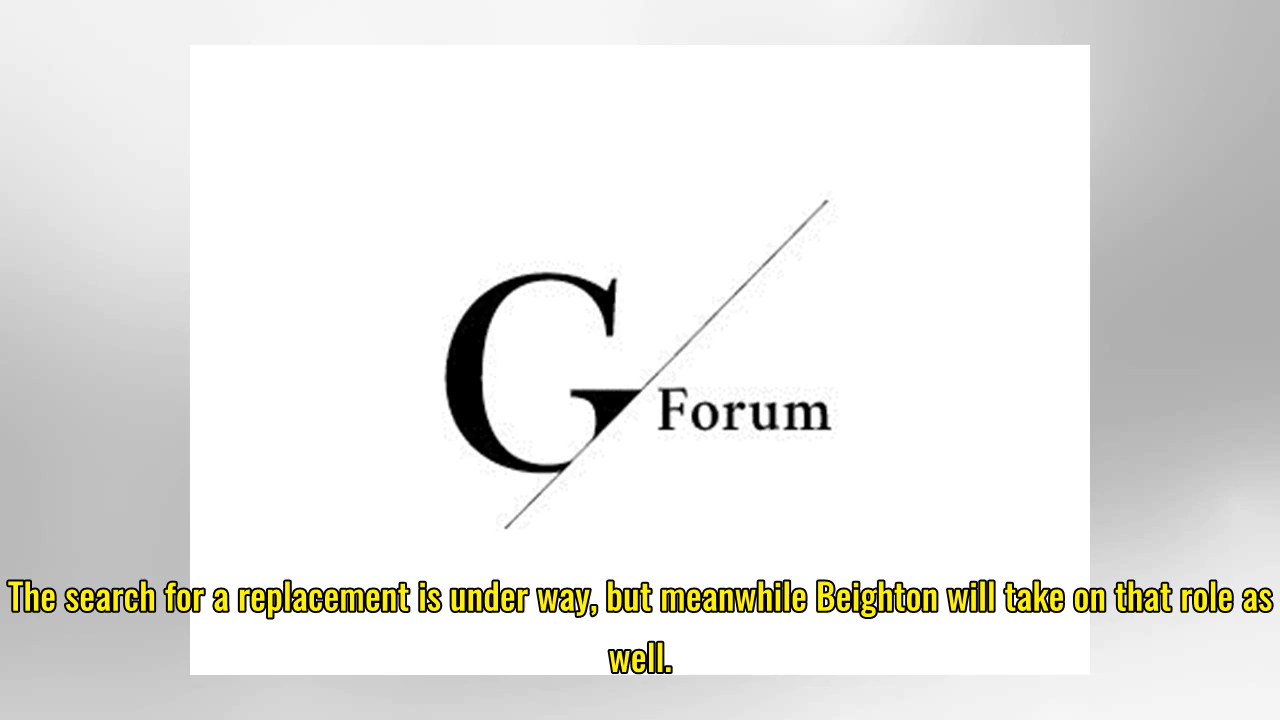 G Forum
The search for a replacement is under way, but meanwhile Beighton will take on that role as
well.